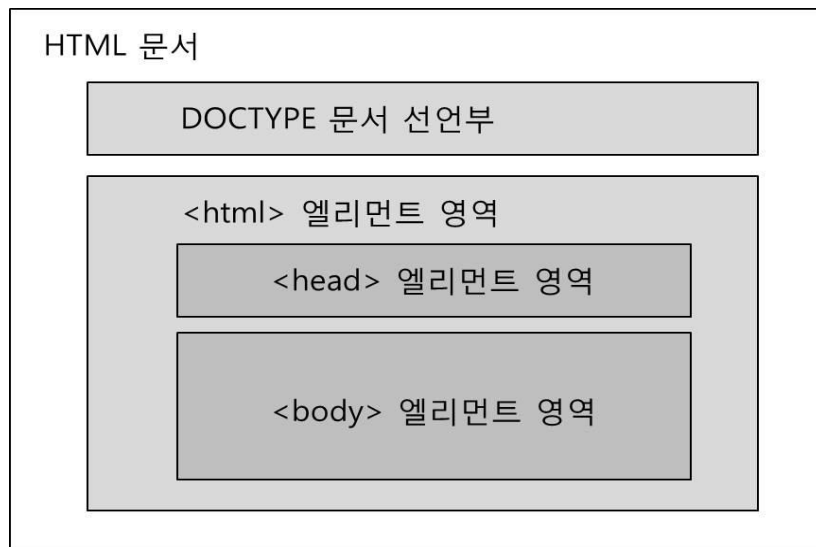 HTML 문서
DOCTYPE 문서 선언부
<html> 엘리먼트 영역
<head> 엘리먼트 영역
<body> 엘리먼트 영역